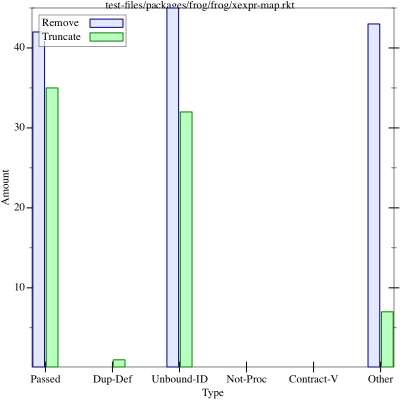 test-files/packages/frog/frog/xexpr-map.rkt
Remove
Truncate
40
30
20
10
Amount
Passed Dup-Def Unbound-ID Not-Proc Contract-V Other
Type